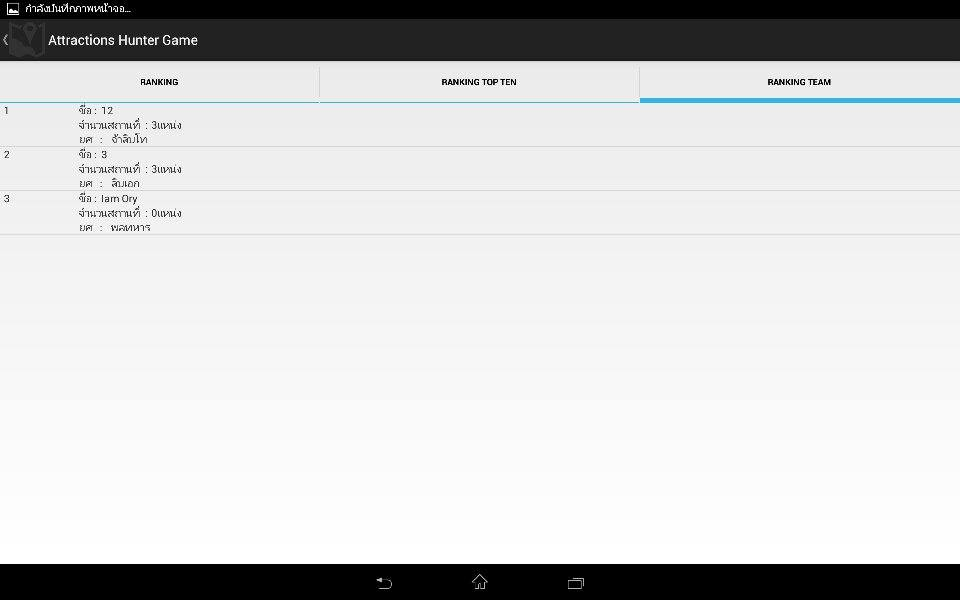 กำลังบันทึกภาพหน้าจอ...
Attractions Hunter Game
RANKING
RANKING TOP TEN
RANKING TEAM
1
ชื่อ : 12
จำนวนสถานที่ : 3แหน่ง
ยศ : จ่าสิบโท
2
ชื่อ : 3
จำนวนสถานที่ : 3แหน่ง
ยศ : สิบเอก
3
ชื่อ : Iam Ory
จำนวนสถานที่ : 0แหน่ง
ยศ : พลทหาร